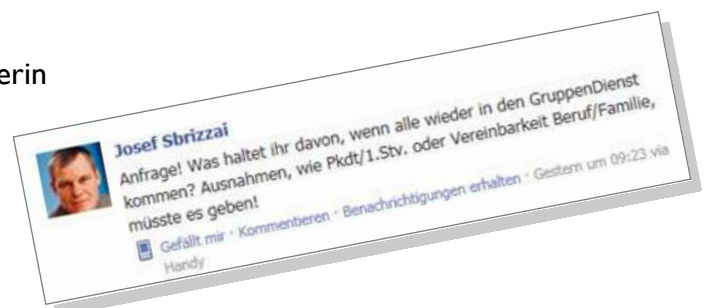 erin
Josef Sbrizzai
Anfrage! Was haltet ihr davon, wenn alle wieder in den GruppenDienst
kommen? Ausnahmen, wie Pkdt/1.Stv. oder Vereinbarkeit Beruf/Familie,
müsste es geben!
Gefällt mir · Kommentieren · Benachrichtigungen erhalten · Gestern um 09:23 via
Handy